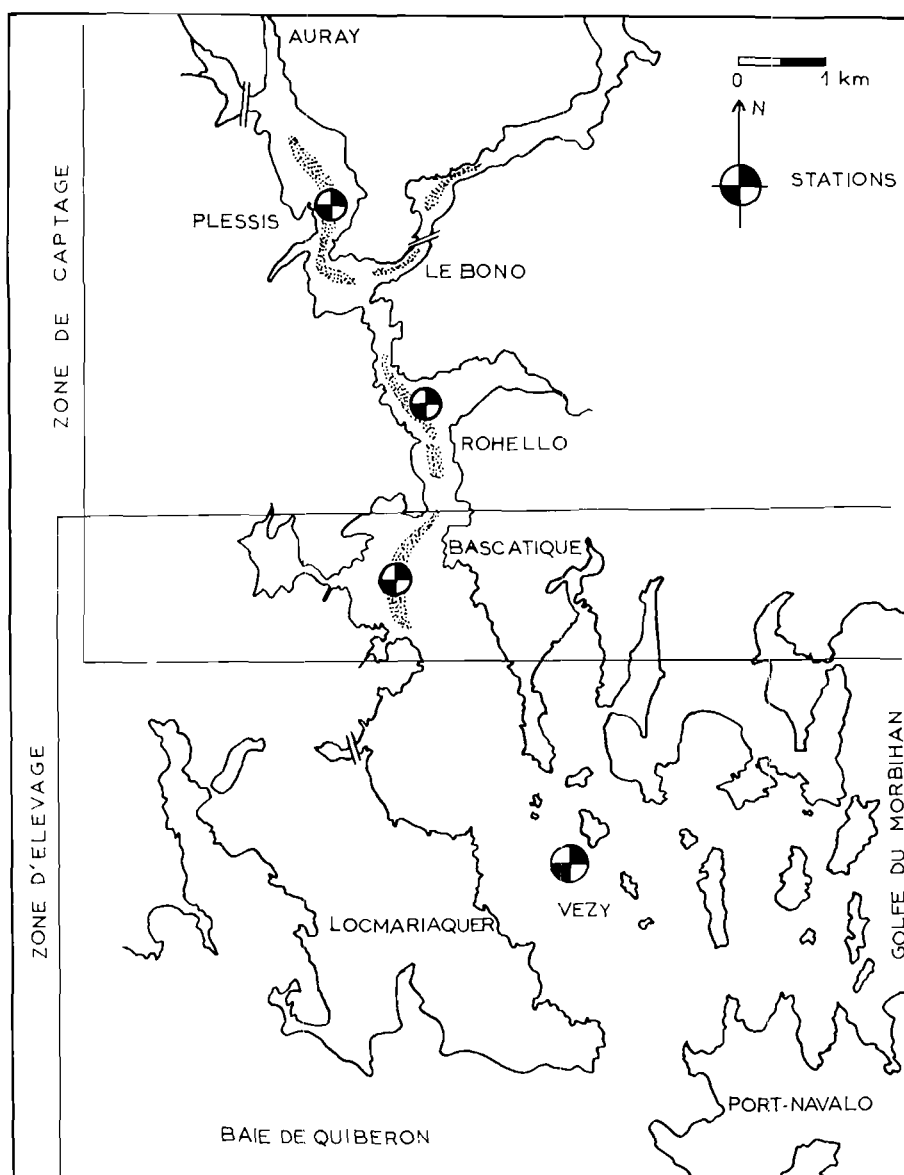 AURAY
0 1 km
N
STATIONS
PLESSIS
LE BONO
ZONE DE CAPTAGE
ROHELLO
BASCATIQUE
ZONE D'ELEVAGE
GOLFE DU MORBIHAN
VEZY
LOCMARIAQUER
PORT-NAVALO
BAIE DE QUIBERON